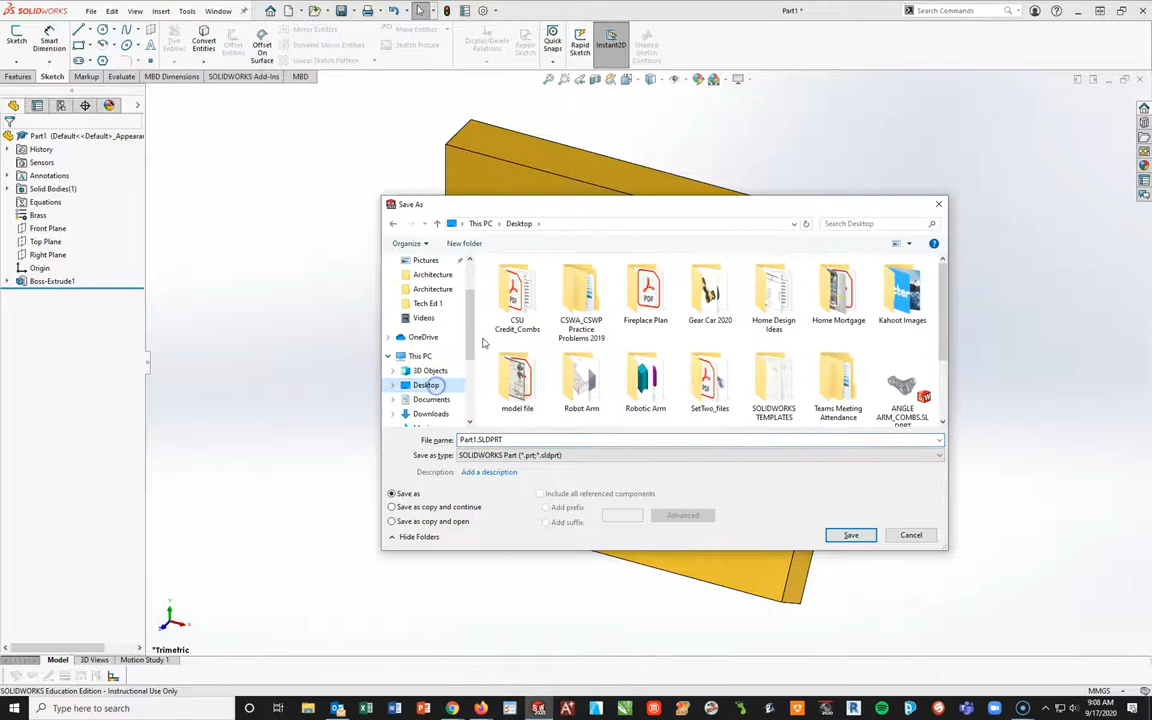 SOLIDWORKS
File
Edit
View
Insert
Tools
Window
Part1 *
Search Commands
Sketch
Smart Dimension
Trim Entities
Convert Entities
Offset Entities
Offset On Surface
Mirror Entities
Linear Sketch Pattern
Move Entities
Sketch Picture
Dynamic Mirror Entities
Display/Delete Relations
Repair Sketch
Quick Snaps
Rapid Sketch
Instant2D
Shaded Sketch Contours
Features
Sketch
Markup
Evaluate
MBD Dimensions
SOLIDWORKS Add-Ins
MBD
Part1 (Default<<Default>_Appearan
History
Sensors
Annotations
Solid Bodies(1)
Equations
Brass
Front Plane
Top Plane
Right Plane
Origin
Boss-Extrude1
Save As
This PC
Desktop
Search Desktop
Organize
New folder
Pictures
Architecture
Architecture
Tech Ed 1
Videos
OneDrive
This PC
3D Objects
Desktop
Documents
Downloads
CSU Credit_Combs
CSWA_CSWP Practice Problems 2019
Fireplace Plan
Gear Car 2020
Home Design Ideas
Home Mortgage
Kahoot Images
model file
Robot Arm
Robotic Arm
SetTwo_files
SOLIDWORKS TEMPLATES
Teams Meeting Attendance
ANGLE ARM_COMBS.SLDPRT
File name:
Part1.SLDPRT
Save as type:
SOLIDWORKS Part (*.prt;*.sldprt)
Description:
Add a description
Save as
Save as copy and continue
Save as copy and open
Include all referenced components
Add prefix
Add suffix
Advanced
Hide Folders
Save
Cancel
*Trimetric
Model
3D Views
Motion Study 1
SOLIDWORKS Education Edition - Instructional Use Only
MMGS
Type here to search
9:08 AM
9/17/2020